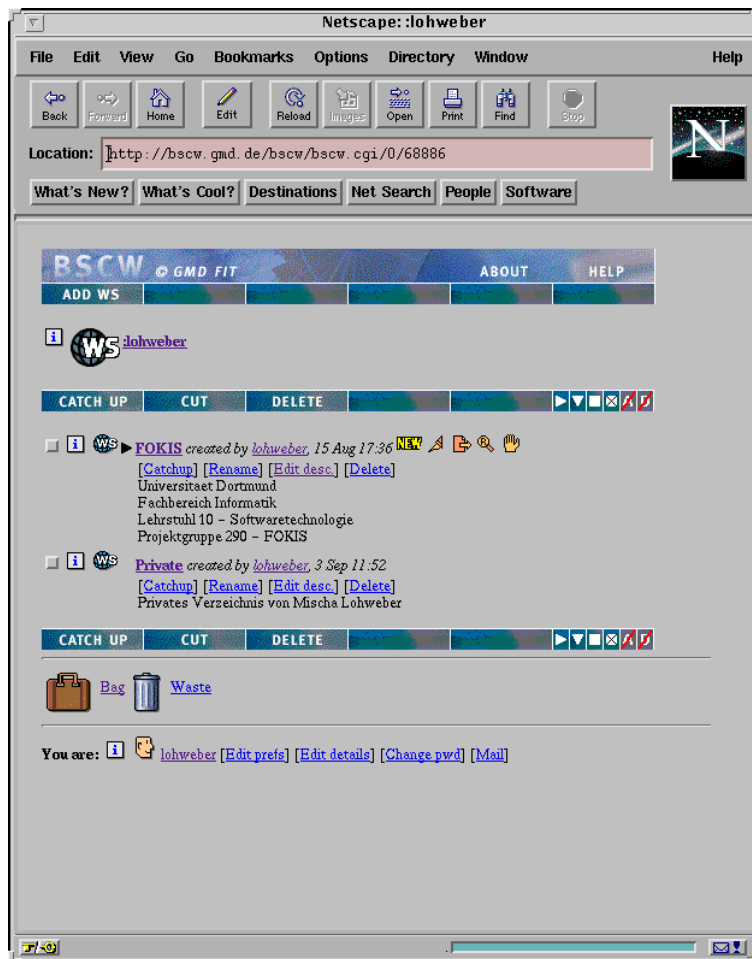 Netscape: :lohweber
File Edit View Go Bookmarks Options Directory Window Help
Back Forward Home Edit Reload Images Open Print Find Stop
N
Location: http://bscw.gmd.de/bscw/bscw.cgi/0/68886
What's New? What's Cool? Destinations Net Search People Software
BSCW © GMD FIT ABOUT HELP
ADD WS
i WS :lohweber
CATCH UP CUT DELETE
i WS FOKIS created by lohweber, 15 Aug 17:36 NEW
[Catchup] [Rename] [Edit desc.] [Delete]
Universitaet Dortmund
Fachbereich Informatik
Lehrstuhl 10 – Softwaretechnologie
Projektgruppe 290 – FOKIS
i WS Private created by lohweber, 3 Sep 11:52
[Catchup] [Rename] [Edit desc.] [Delete]
Privates Verzeichnis von Mischa Lohweber
CATCH UP CUT DELETE
Bag Waste
You are: i lohweber [Edit prefs] [Edit details] [Change pwd] [Mail]